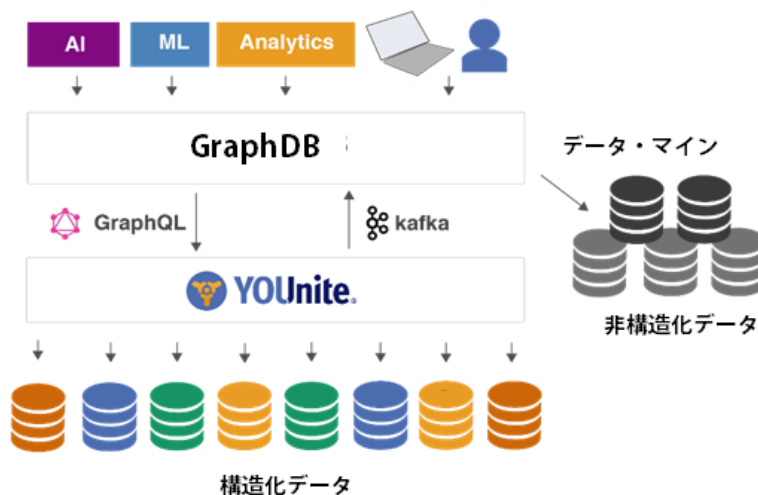 AI
ML
Analytics
GraphDB
データ・マイン
GraphQL
kafka
YOUnite®
非構造化データ
構造化データ